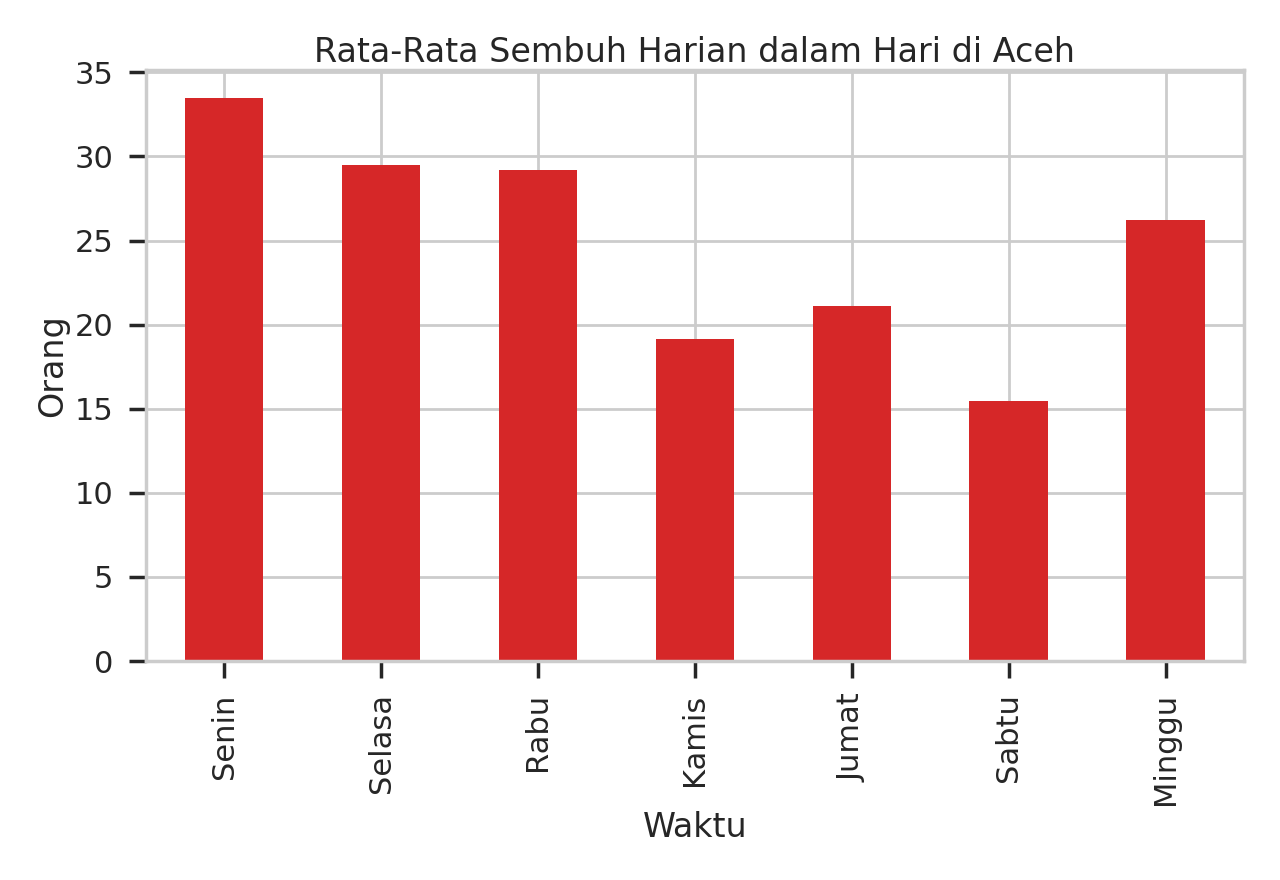 Rata-Rata Sembuh Harian dalam Hari di Aceh
35
30
25
20
15
10
5
0
Orang
Senin
Selasa
Rabu
Kamis
Jumat
Sabtu
Minggu
Waktu